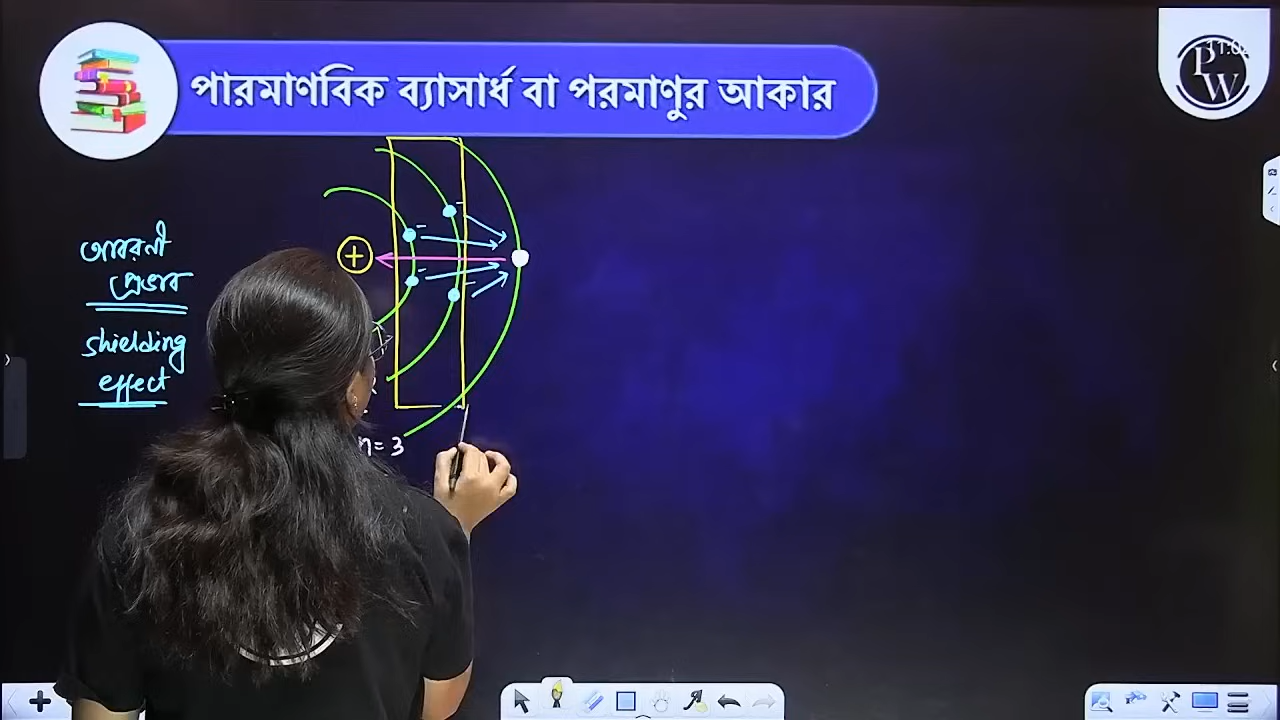 পারমাণবিক ব্যাসার্ধ বা পরমাণুর আকার
PW
আবরণী
প্রভাব
shielding
effect
+
n = 3